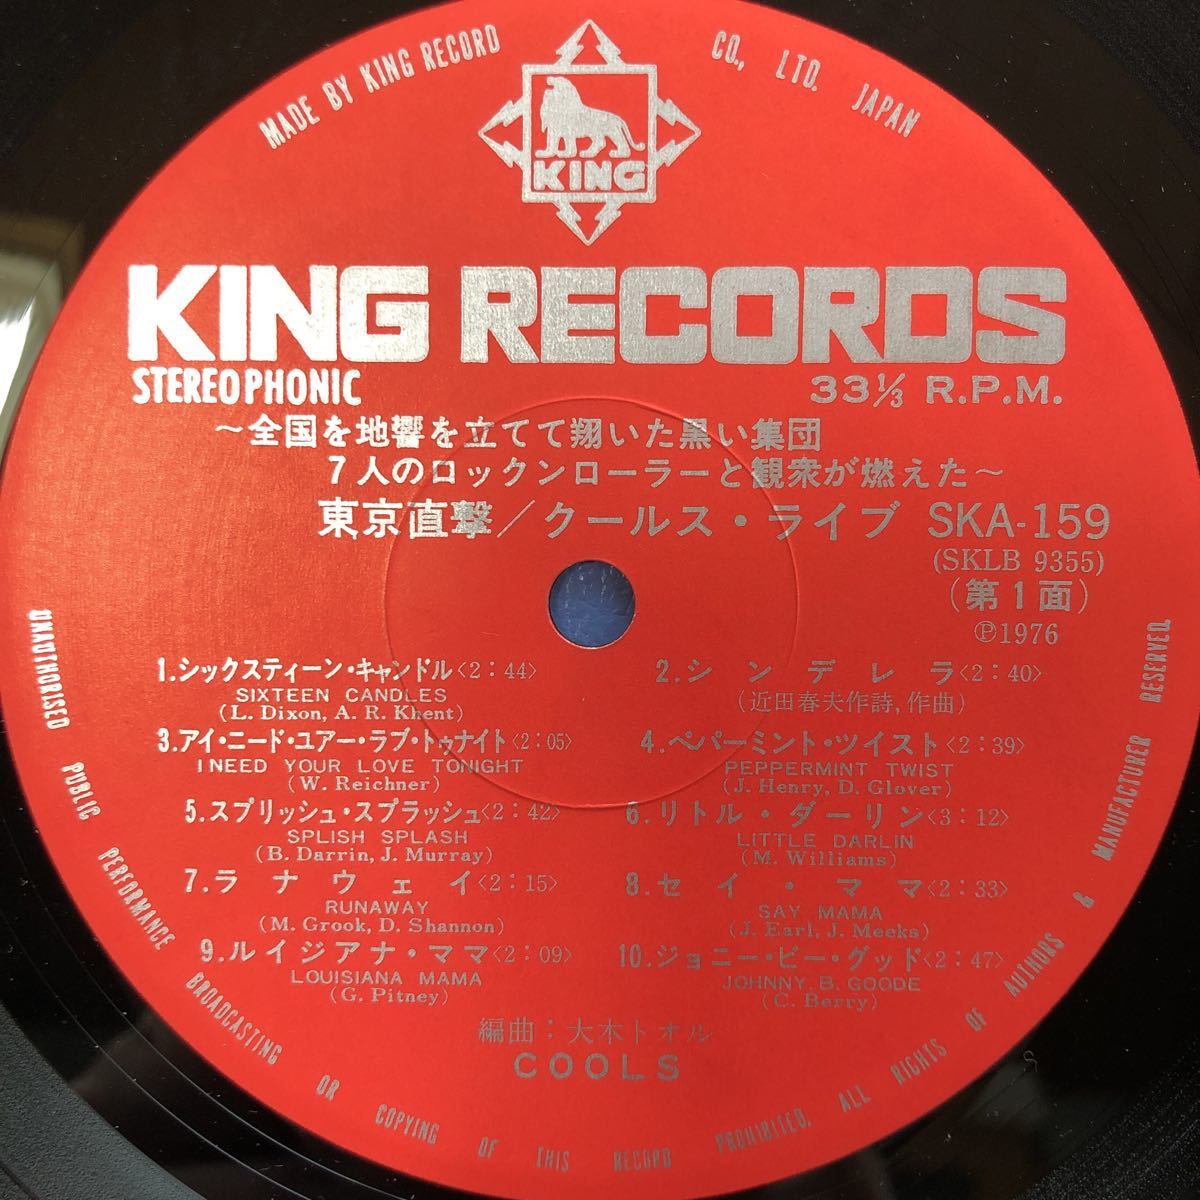 MADE BY KING RECORD CO., LTD. JAPAN
KING
KING RECORDS
STEREOPHONIC
33⅓ R.P.M.
～全国を地響を立てて翔いた黒い集団
7人のロックンローラーと観衆が燃えた～
東京直撃／クールス・ライブ SKA-159
(SKLB 9355)
(第1面)
℗1976
1.シックスティーン・キャンドル〈2:44〉
SIXTEEN CANDLES
(L. Dixon, A. R. Khent)
2.シンデレラ〈2:40〉
(近田春夫作詩,作曲)
3.アイ・ニード・ユアー・ラブ・トゥナイト〈2:05〉
I NEED YOUR LOVE TONIGHT
(W. Reichner)
4.ペパーミント・ツイスト〈2:39〉
PEPPERMINT TWIST
(J. Henry, D. Glover)
5.スプリッシュ・スプラッシュ〈2:42〉
SPLISH SPLASH
(B. Darrin, J. Murray)
6.リトル・ダーリン〈3:12〉
LITTLE DARLIN
(M. Williams)
7.ラナウェイ〈2:15〉
RUNAWAY
(M. Grook, D. Shannon)
8.セイ・ママ〈2:33〉
SAY MAMA
(J. Earl, J. Meeks)
9.ルイジアナ・ママ〈2:09〉
LOUISIANA MAMA
(G. Pitney)
10.ジョニー・ビー・グッド〈2:47〉
JOHNNY, B. GOODE
(C. Berry)
編曲:大木トオル
COOLS
UNAUTHORISED PUBLIC PERFORMANCE BROADCASTING OR COPYING OF THIS RECORD PROHIBITED. ALL RIGHTS OF AUTHORS & MANUFACTURER RESERVED.